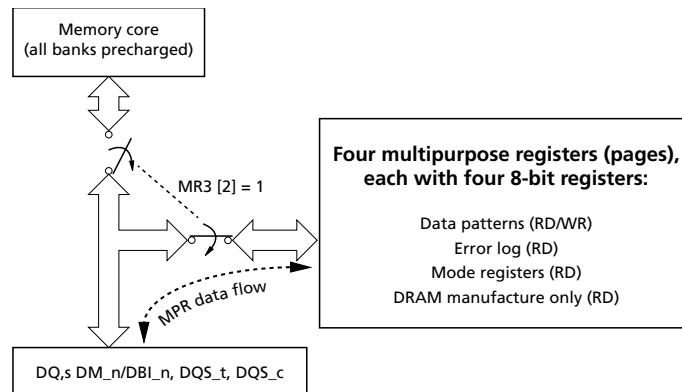 Memory core
(all banks precharged)
Four multipurpose registers (pages),
each with four 8-bit registers:
Data patterns (RD/WR)
Error log (RD)
Mode registers (RD)
DRAM manufacture only (RD)
MR3 [2] = 1
MPR data flow
DQ,s DM_n/DBI_n, DQS_t, DQS_c